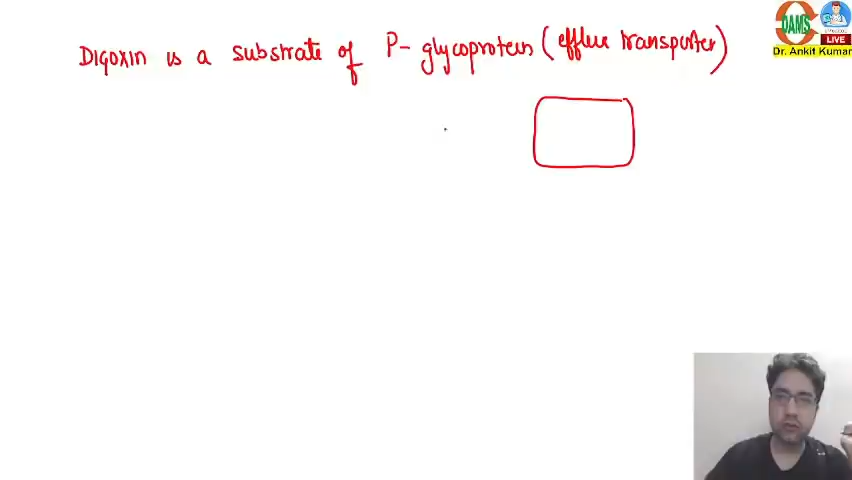 DIGOXIN is a substrate of P-glycoprotein (efflux transporter)
DAMS
LIVE
Dr. Ankit Kumar